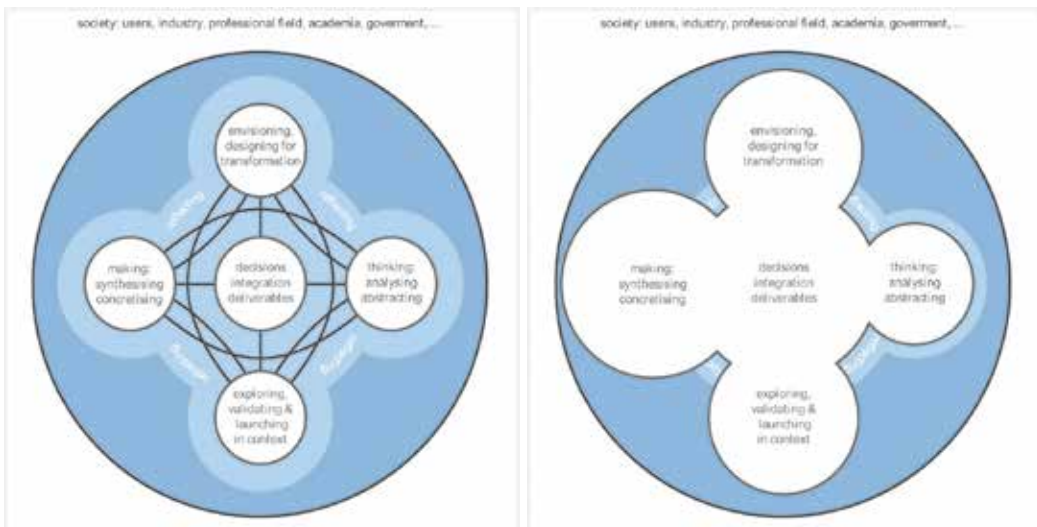 society: users, industry, professional field, academia, goverment, ...
envisioning,
designing for
transformation
making:
synthesising
concretising
decisions
integration
deliverables
thinking:
analysing
abstracting
exploring,
validating &
launching
in context
society: users, industry, professional field, academia, goverment, ...
envisioning,
designing for
transformation
making:
synthesising
concretising
decisions
integration
deliverables
thinking:
analysing
abstracting
exploring,
validating &
launching
in context